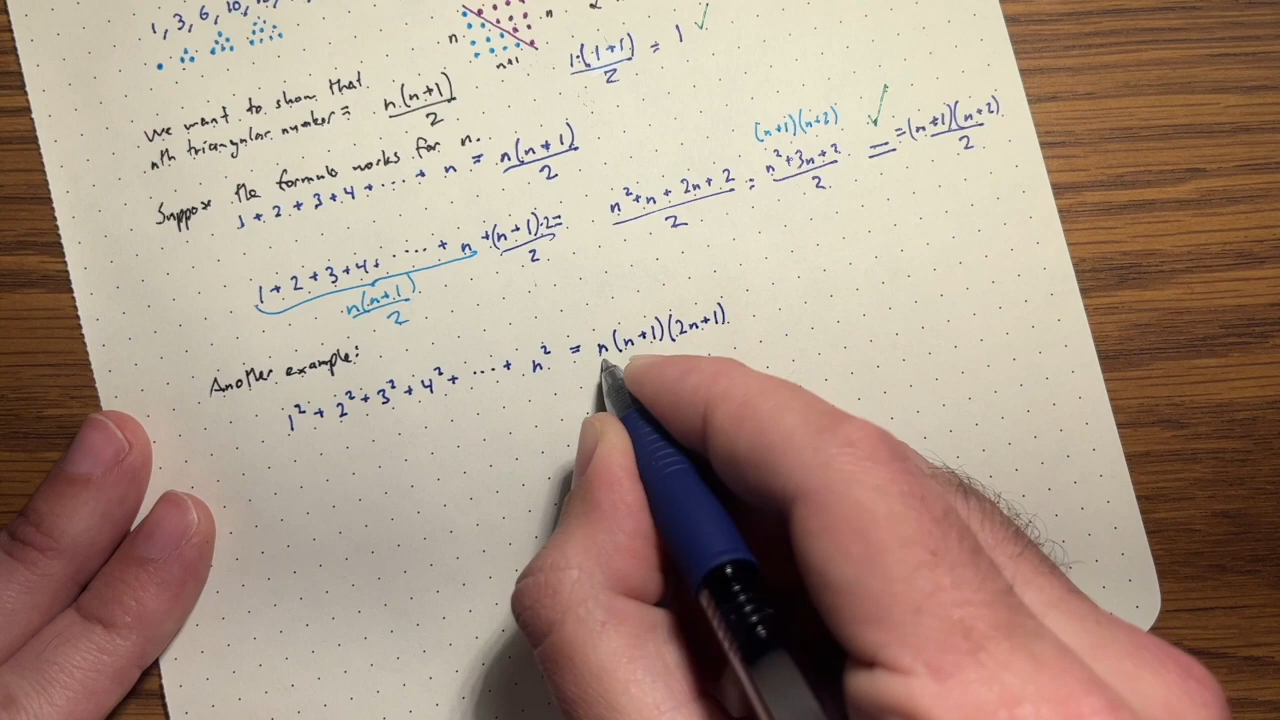 1, 3, 6, 10,
n
n
n+1
1·(1+1) / 2 = 1 ✓
We want to show that
nth triangular number = n·(n+1) / 2
Suppose the formula works for n.
1 + 2 + 3 + 4 + ... + n = n(n+1) / 2
1 + 2 + 3 + 4 + ... + n + (n+1)·2 / 2 =
n(n+1) / 2
n² + n + 2n + 2 / 2 = n² + 3n + 2 / 2 = = (n+1)(n+2) / 2
(n+1)(n+2) ✓
Another example:
1² + 2² + 3² + 4² + ... + n² = n(n+1)(2n+1)